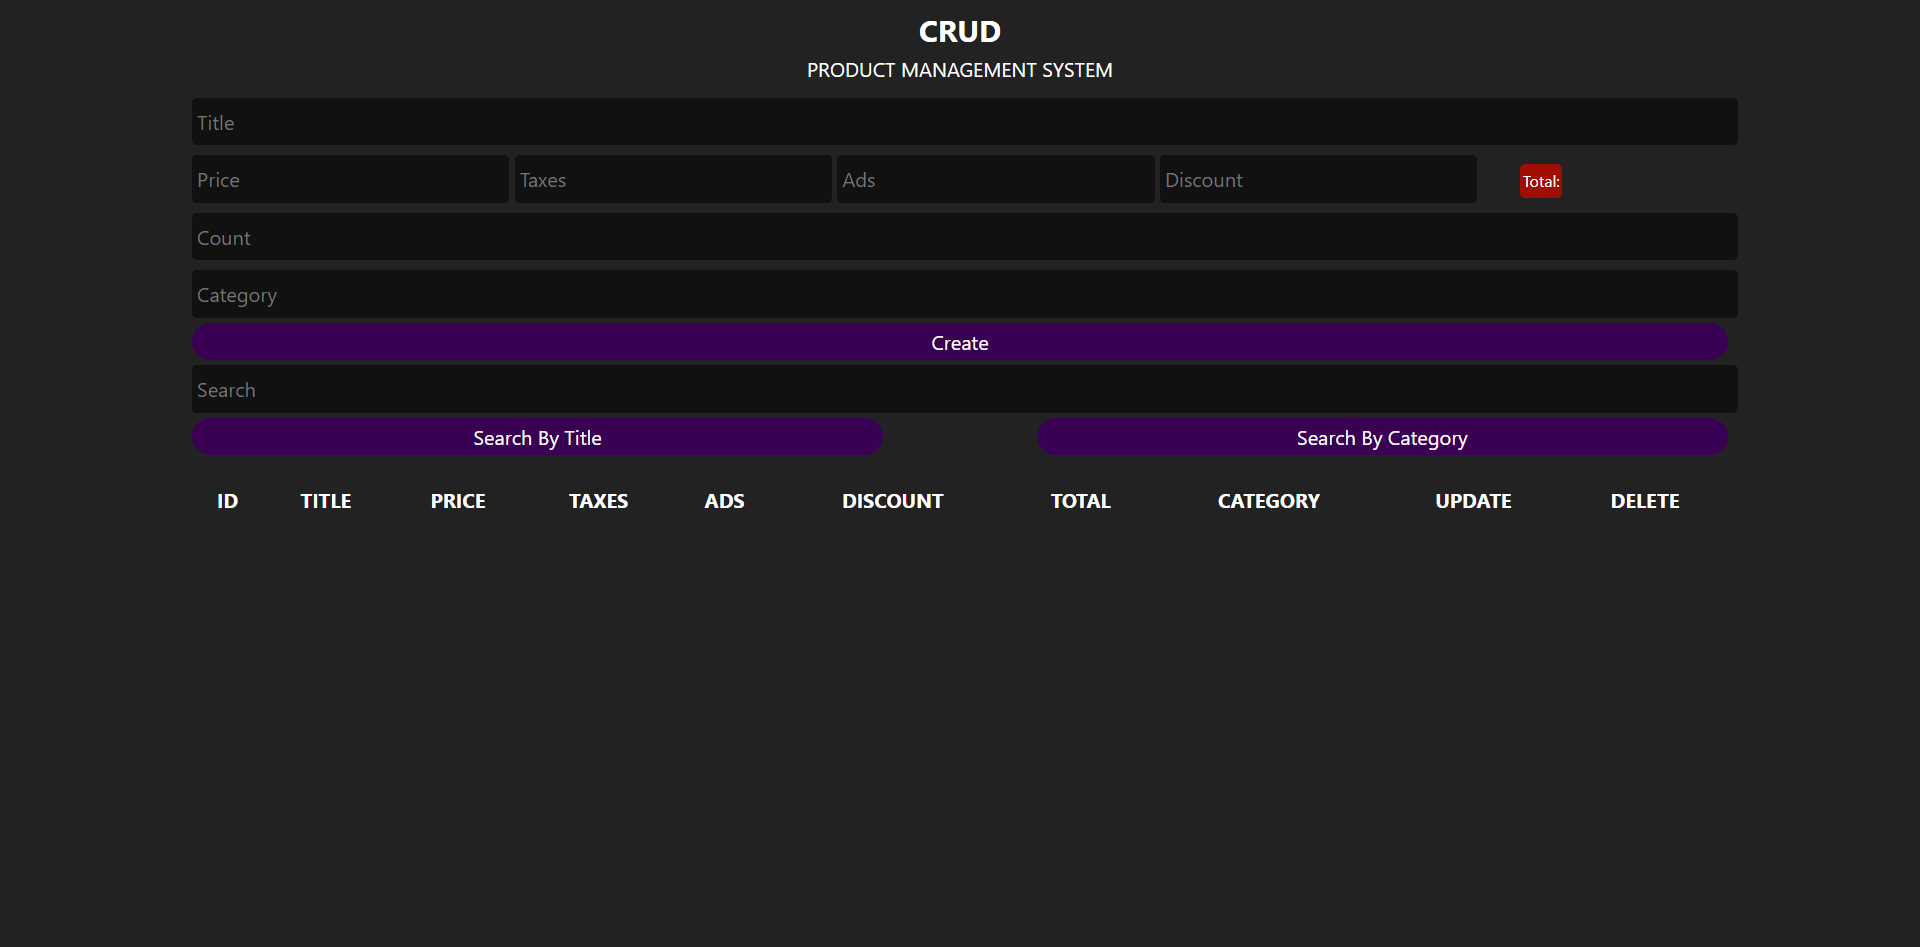 CRUD
PRODUCT MANAGEMENT SYSTEM
Title
Price Taxes Ads Discount Total:
Count
Category
Create
Search
Search By Title Search By Category
ID TITLE PRICE TAXES ADS DISCOUNT TOTAL CATEGORY UPDATE DELETE